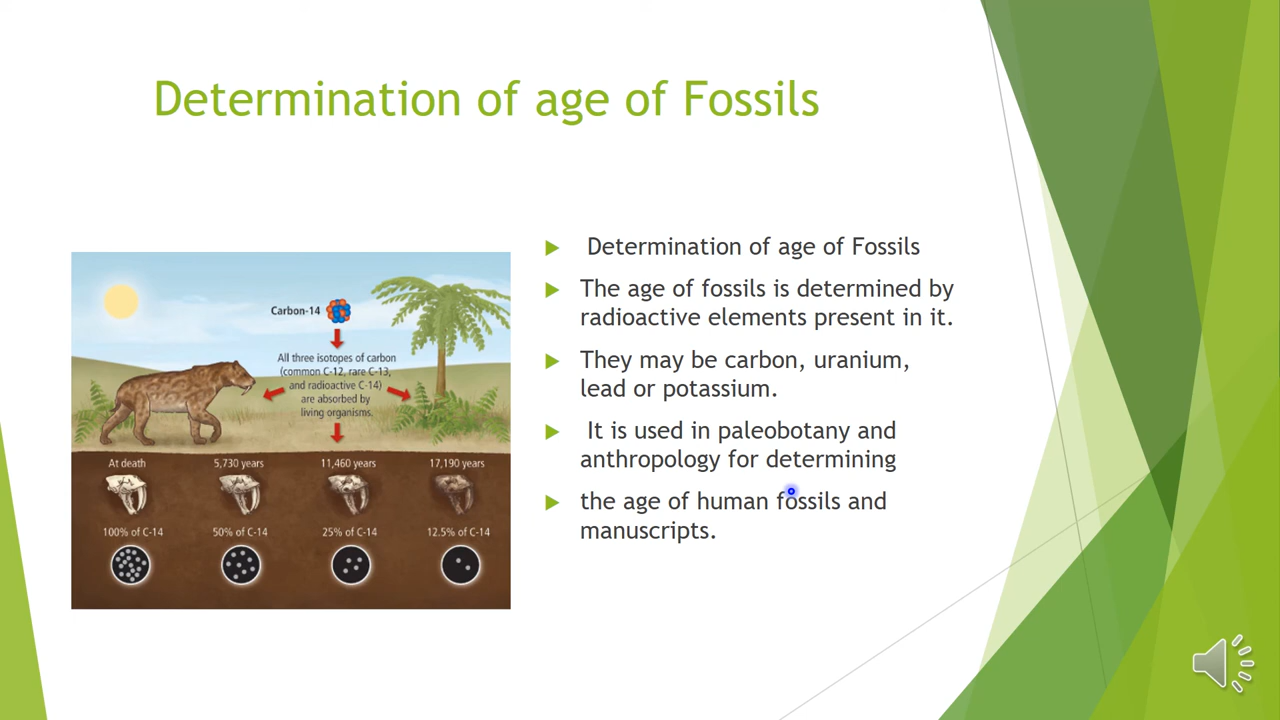 Determination of age of Fossils
Carbon-14
All three isotopes of carbon
(common C-12, rare C-13,
and radioactive C-14)
are absorbed by
living organisms.
At death
5,730 years
11,460 years
17,190 years
100% of C-14
50% of C-14
25% of C-14
12.5% of C-14
Determination of age of Fossils
The age of fossils is determined by
radioactive elements present in it.
They may be carbon, uranium,
lead or potassium.
It is used in paleobotany and
anthropology for determining
the age of human fossils and
manuscripts.